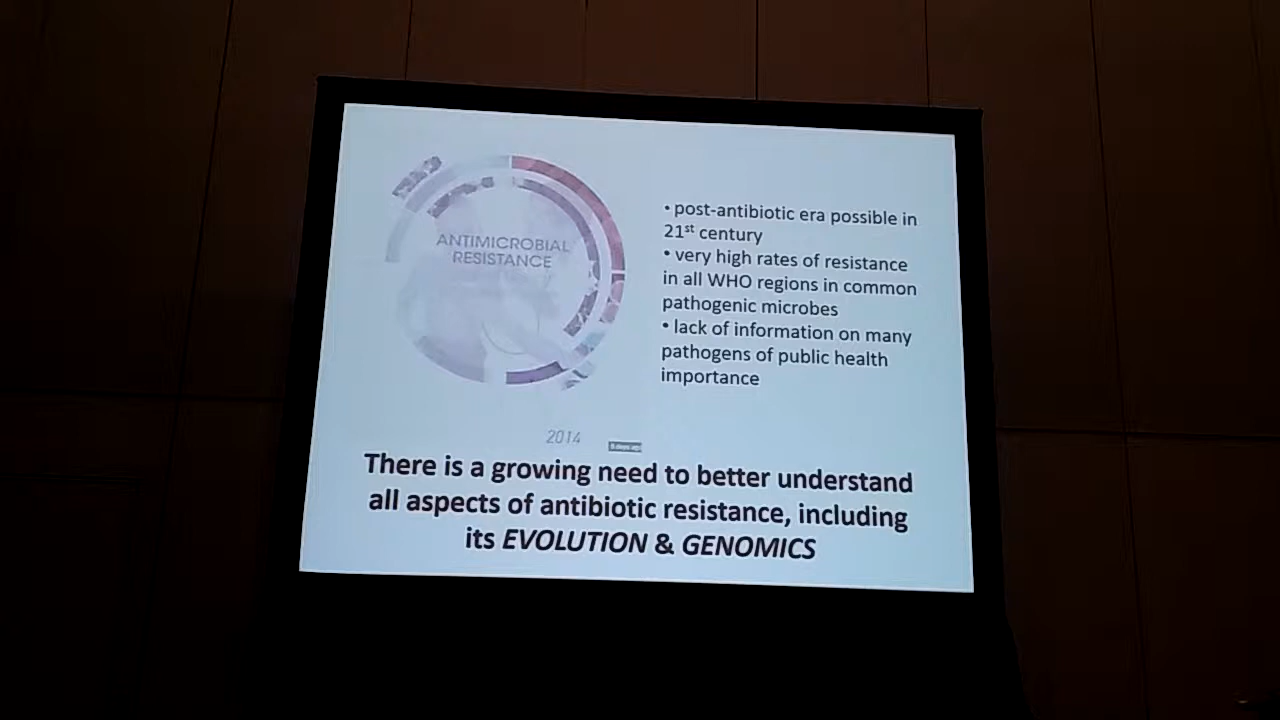 ANTIMICROBIAL
RESISTANCE
2014
• post-antibiotic era possible in
21st century
• very high rates of resistance
in all WHO regions in common
pathogenic microbes
• lack of information on many
pathogens of public health
importance
There is a growing need to better understand
all aspects of antibiotic resistance, including
its EVOLUTION & GENOMICS